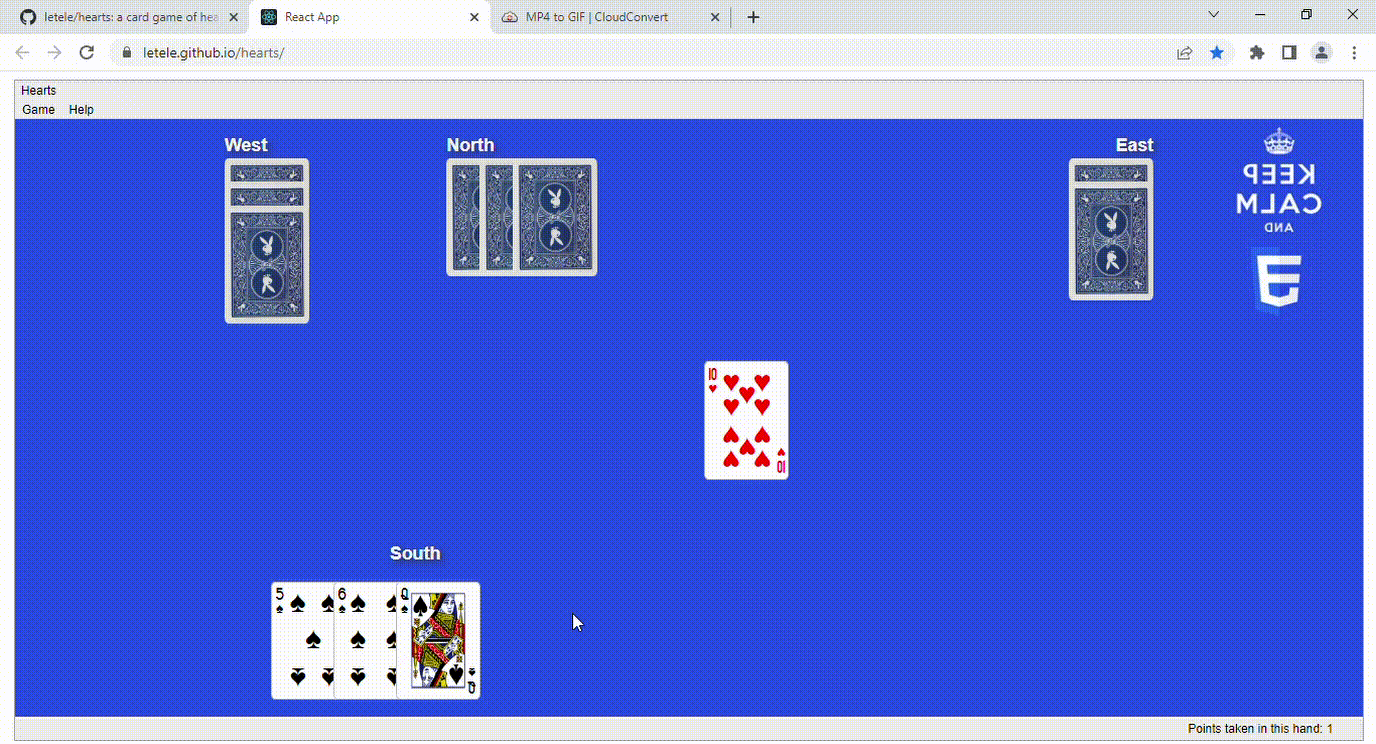 letele/hearts: a card game of hea
React App
MP4 to GIF | CloudConvert
letele.github.io/hearts/
Hearts
Game Help
West
North
East
KEEP
CALM
AND
10
10
South
5
6
Q
Q
Points taken in this hand: 1